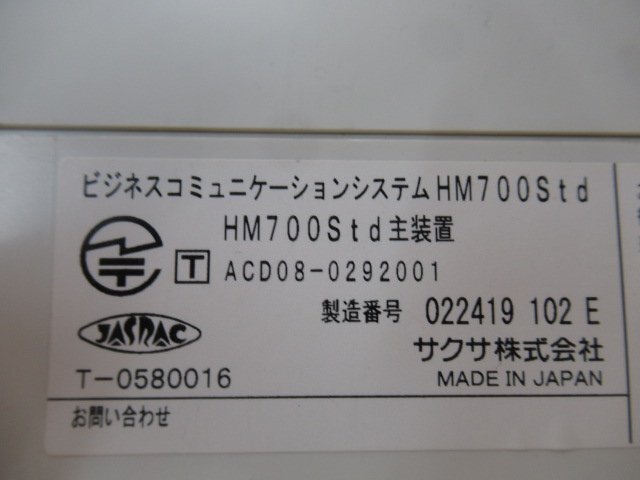 ビジネスコミュニケーションシステムHM700Std
HM700Std主装置
T ACD08-0292001
製造番号 022419 102 E
JASRAC
サクサ株式会社
T-0580016
MADE IN JAPAN
お問い合わせ